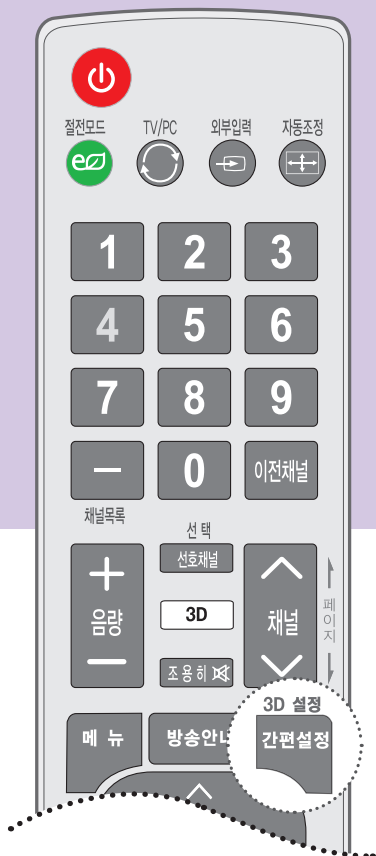 절전모드 TV/PC 외부입력 자동조정
e
1 2 3
4 5 6
7 8 9
0 이전채널
채널목록
선택
선호채널
음량
3D
채널
페이지
조용히
3D 설정
메뉴 방송안내 간편설정